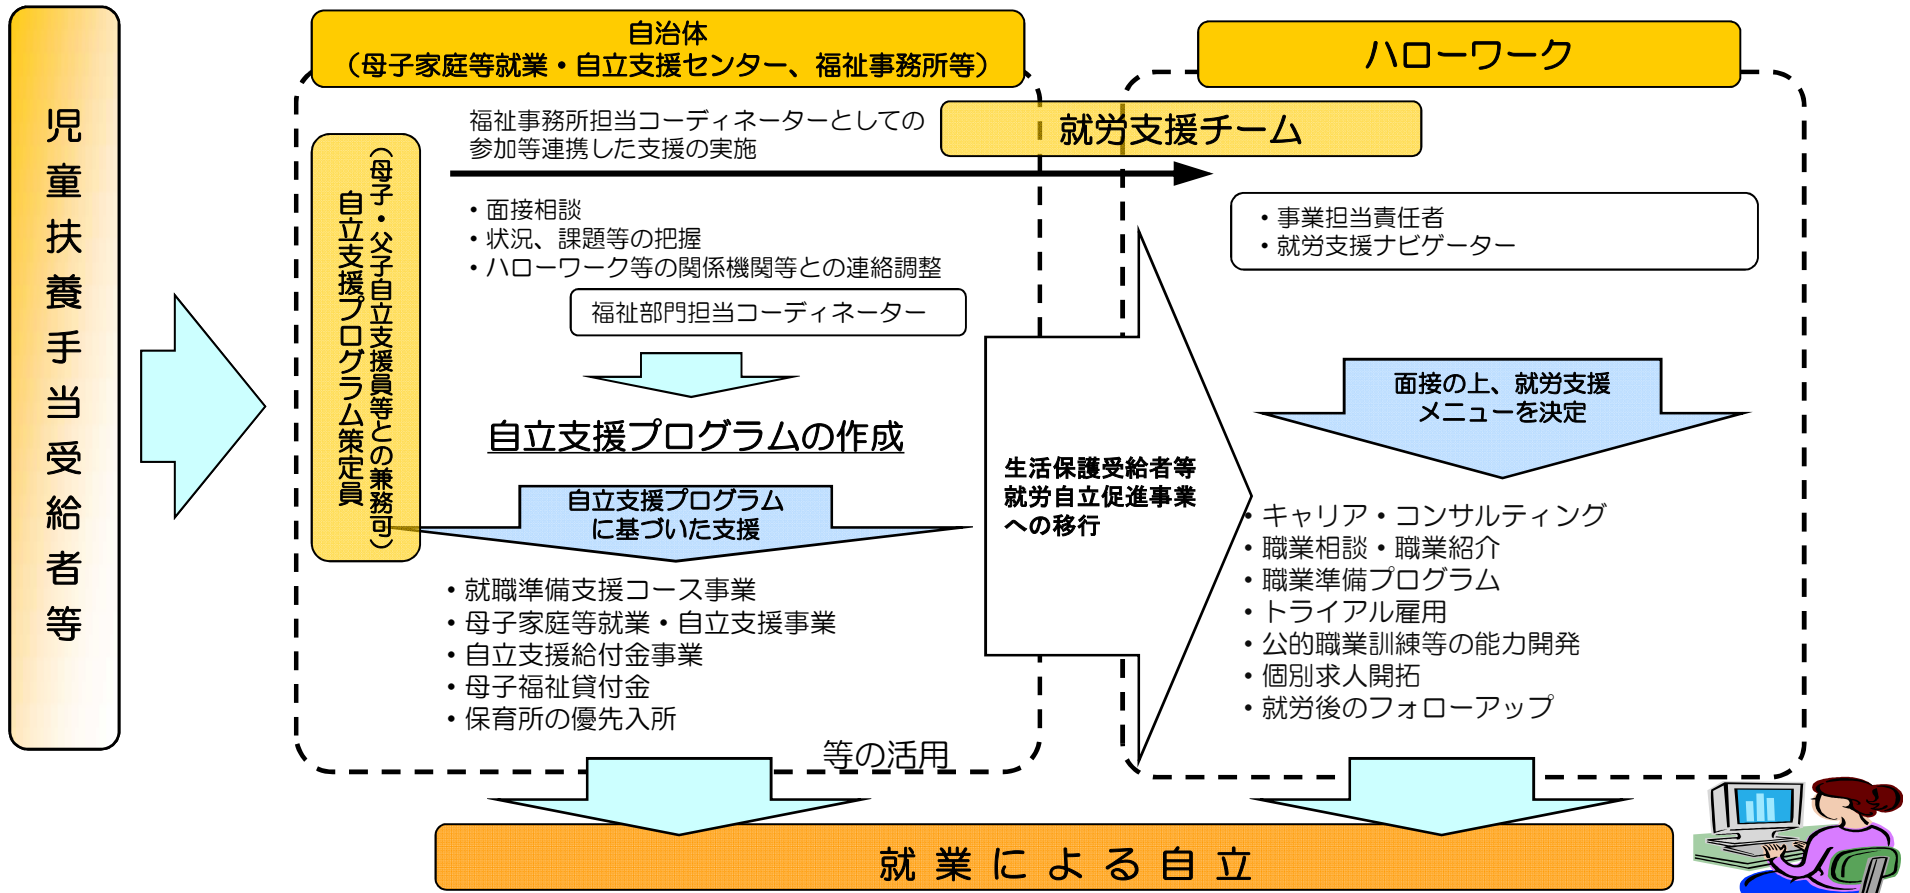 児童扶養手当受給者等
自治体
（母子家庭等就業・自立支援センター、福祉事務所等）
自立支援プログラム策定員
（母子・父子自立支援員等との兼務可）
福祉事務所担当コーディネーターとしての
参加等連携した支援の実施
・面接相談
・状況、課題等の把握
・ハローワーク等の関係機関等との連絡調整
福祉部門担当コーディネーター
自立支援プログラムの作成
自立支援プログラム
に基づいた支援
・就職準備支援コース事業
・母子家庭等就業・自立支援事業
・自立支援給付金事業
・母子福祉貸付金
・保育所の優先入所
等の活用
生活保護受給者等
就労自立促進事業
への移行
ハローワーク
就労支援チーム
・事業担当責任者
・就労支援ナビゲーター
面接の上、就労支援
メニューを決定
・キャリア・コンサルティング
・職業相談・職業紹介
・職業準備プログラム
・トライアル雇用
・公的職業訓練等の能力開発
・個別求人開拓
・就労後のフォローアップ
就業による自立